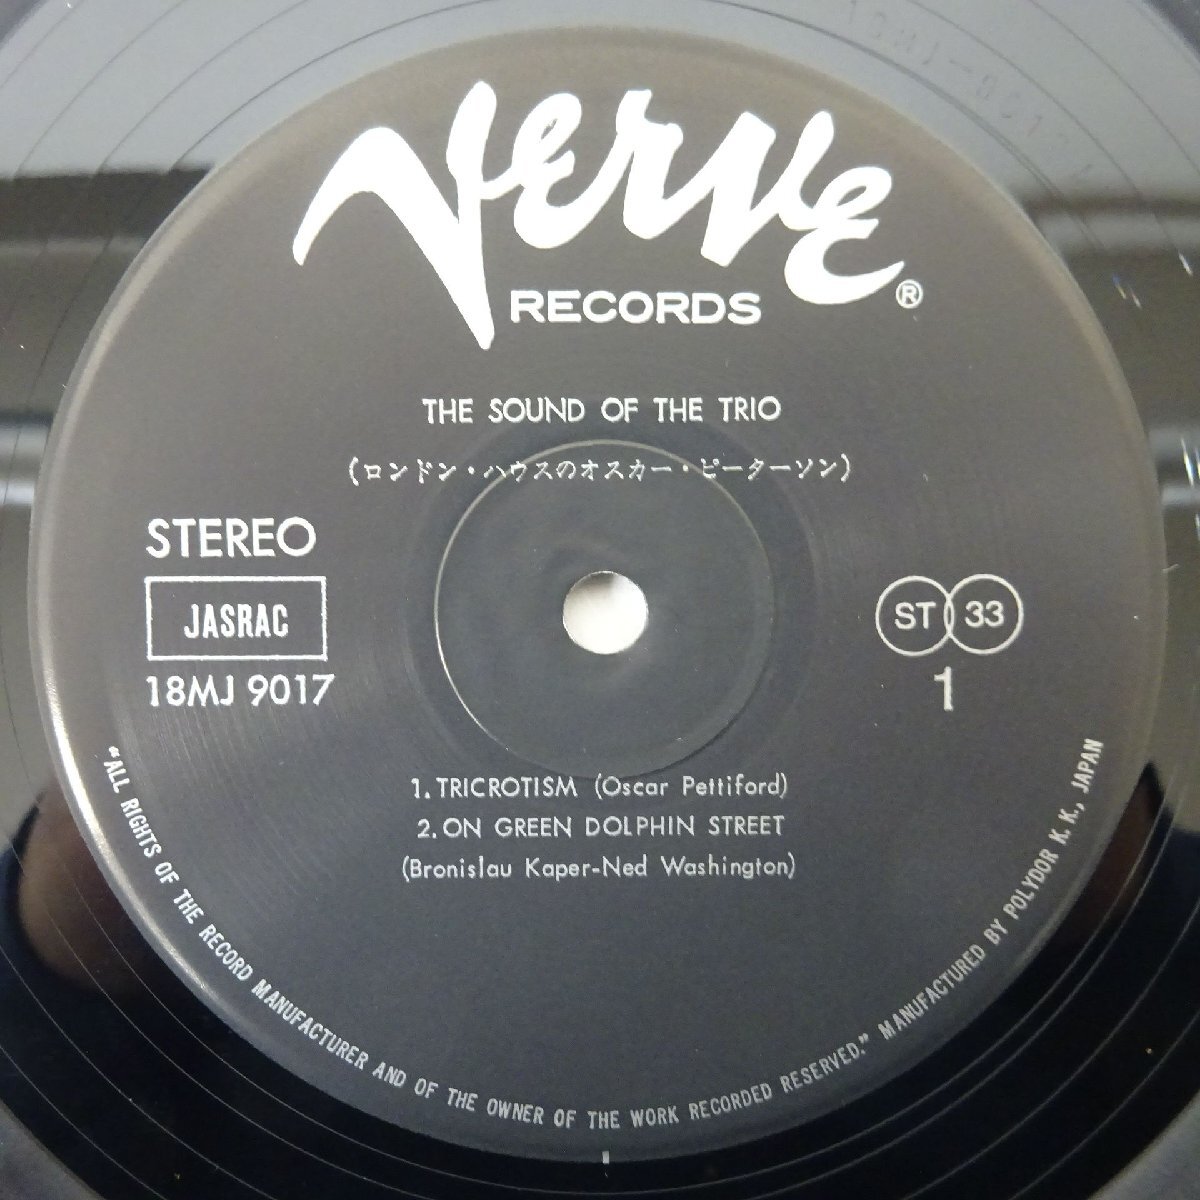 VERVE
RECORDS ®
THE SOUND OF THE TRIO
(ロンドン・ハウスのオスカー・ピーターソン)
STEREO
JASRAC
18MJ 9017
ST 33
1
1. TRICROTISM (Oscar Pettiford)
2. ON GREEN DOLPHIN STREET
(Bronislau Kaper-Ned Washington)
"ALL RIGHTS OF THE RECORD MANUFACTURER AND OF THE OWNER OF THE WORK RECORDED RESERVED." MANUFACTURED BY POLYDOR K. K., JAPAN